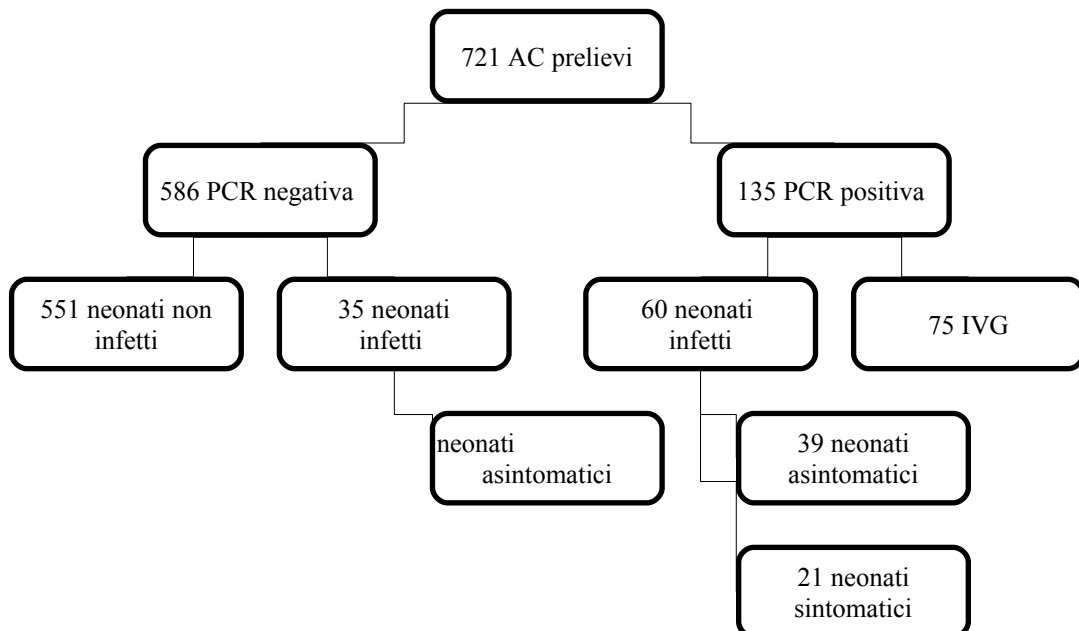 721 AC prelievi
586 PCR negativa
135 PCR positiva
551 neonati non
infetti
35 neonati
infetti
60 neonati
infetti
75 IVG
neonati
asintomatici
39 neonati
asintomatici
21 neonati
sintomatici